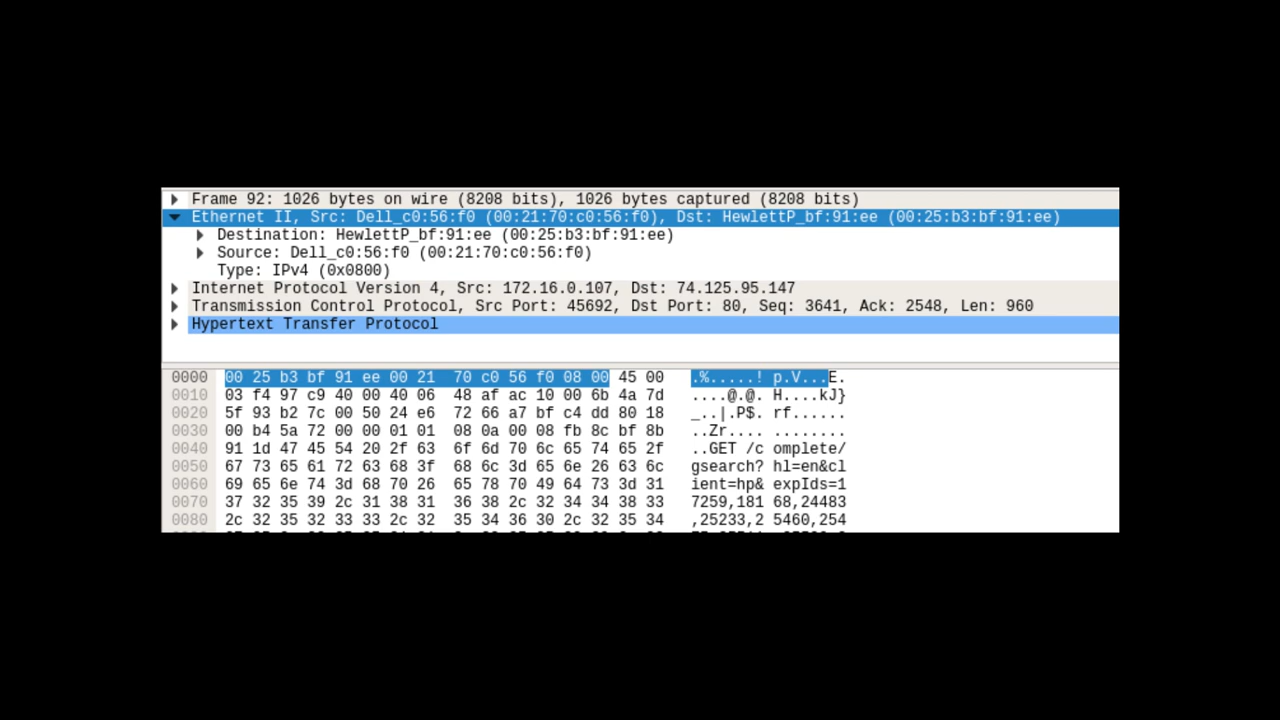 Frame 92: 1026 bytes on wire (8208 bits), 1026 bytes captured (8208 bits)
Ethernet II, Src: Dell_c0:56:f0 (00:21:70:c0:56:f0), Dst: HewlettP_bf:91:ee (00:25:b3:bf:91:ee)
Destination: HewlettP_bf:91:ee (00:25:b3:bf:91:ee)
Source: Dell_c0:56:f0 (00:21:70:c0:56:f0)
Type: IPv4 (0x0800)
Internet Protocol Version 4, Src: 172.16.0.107, Dst: 74.125.95.147
Transmission Control Protocol, Src Port: 45692, Dst Port: 80, Seq: 3641, Ack: 2548, Len: 960
Hypertext Transfer Protocol
0000 00 25 b3 bf 91 ee 00 21 70 c0 56 f0 08 00 45 00 .%.....! p.V...E.
0010 03 f4 97 c9 40 00 40 06 48 af ac 10 00 6b 4a 7d ....@.@. H....kJ}
0020 5f 93 b2 7c 00 50 24 e6 72 66 a7 bf c4 dd 80 18 _..|.P$. rf......
0030 00 b4 5a 72 00 00 01 01 08 0a 00 08 fb 8c bf 8b ..Zr.... ........
0040 91 1d 47 45 54 20 2f 63 6f 6d 70 6c 65 74 65 2f ..GET /c omplete/
0050 67 73 65 61 72 63 68 3f 68 6c 3d 65 6e 26 63 6c gsearch? hl=en&cl
0060 69 65 6e 74 3d 68 70 26 65 78 70 49 64 73 3d 31 ient=hp& expIds=1
0070 37 32 35 39 2c 31 38 31 36 38 2c 32 34 34 38 33 7259,181 68,24483
0080 2c 32 35 32 33 33 2c 32 35 34 36 30 2c 32 35 34 ,25233,2 5460,254